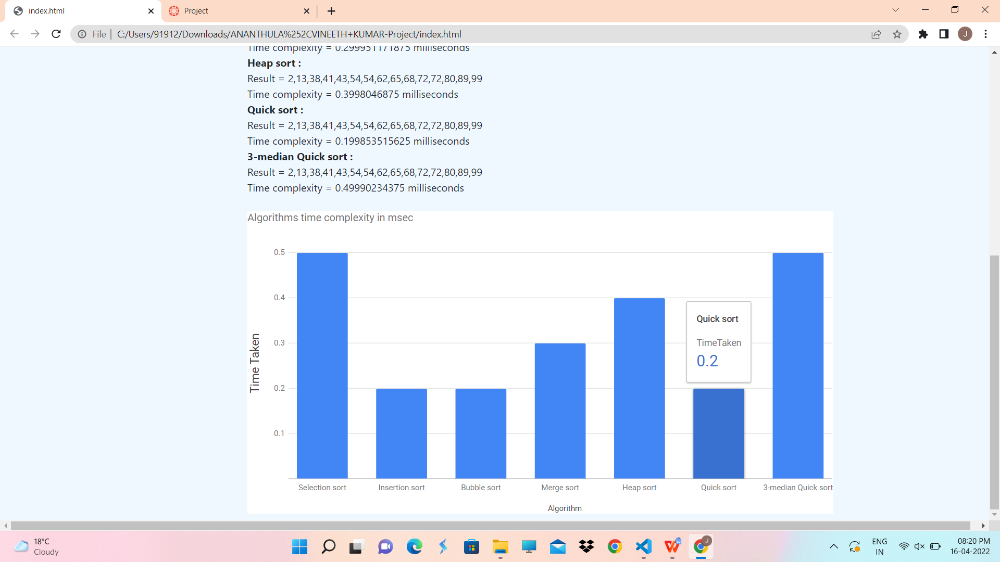 index.html
Project
File
C:/Users/91912/Downloads/ANANTHULA%252CVINEETH+KUMAR-Project/index.html
J
Time complexity = 0.299951171875 milliseconds
Heap sort :
Result = 2,13,38,41,43,54,54,62,65,68,72,72,80,89,99
Time complexity = 0.3998046875 milliseconds
Quick sort :
Result = 2,13,38,41,43,54,54,62,65,68,72,72,80,89,99
Time complexity = 0.199853515625 milliseconds
3-median Quick sort :
Result = 2,13,38,41,43,54,54,62,65,68,72,72,80,89,99
Time complexity = 0.49990234375 milliseconds
Algorithms time complexity in msec
0.5
0.4
0.3
0.2
0.1
Time Taken
Quick sort
TimeTaken
0.2
Selection sort
Insertion sort
Bubble sort
Merge sort
Heap sort
Quick sort
3-median Quick sort
Algorithm
18°C
Cloudy
J
ENG
IN
08:20 PM
16-04-2022